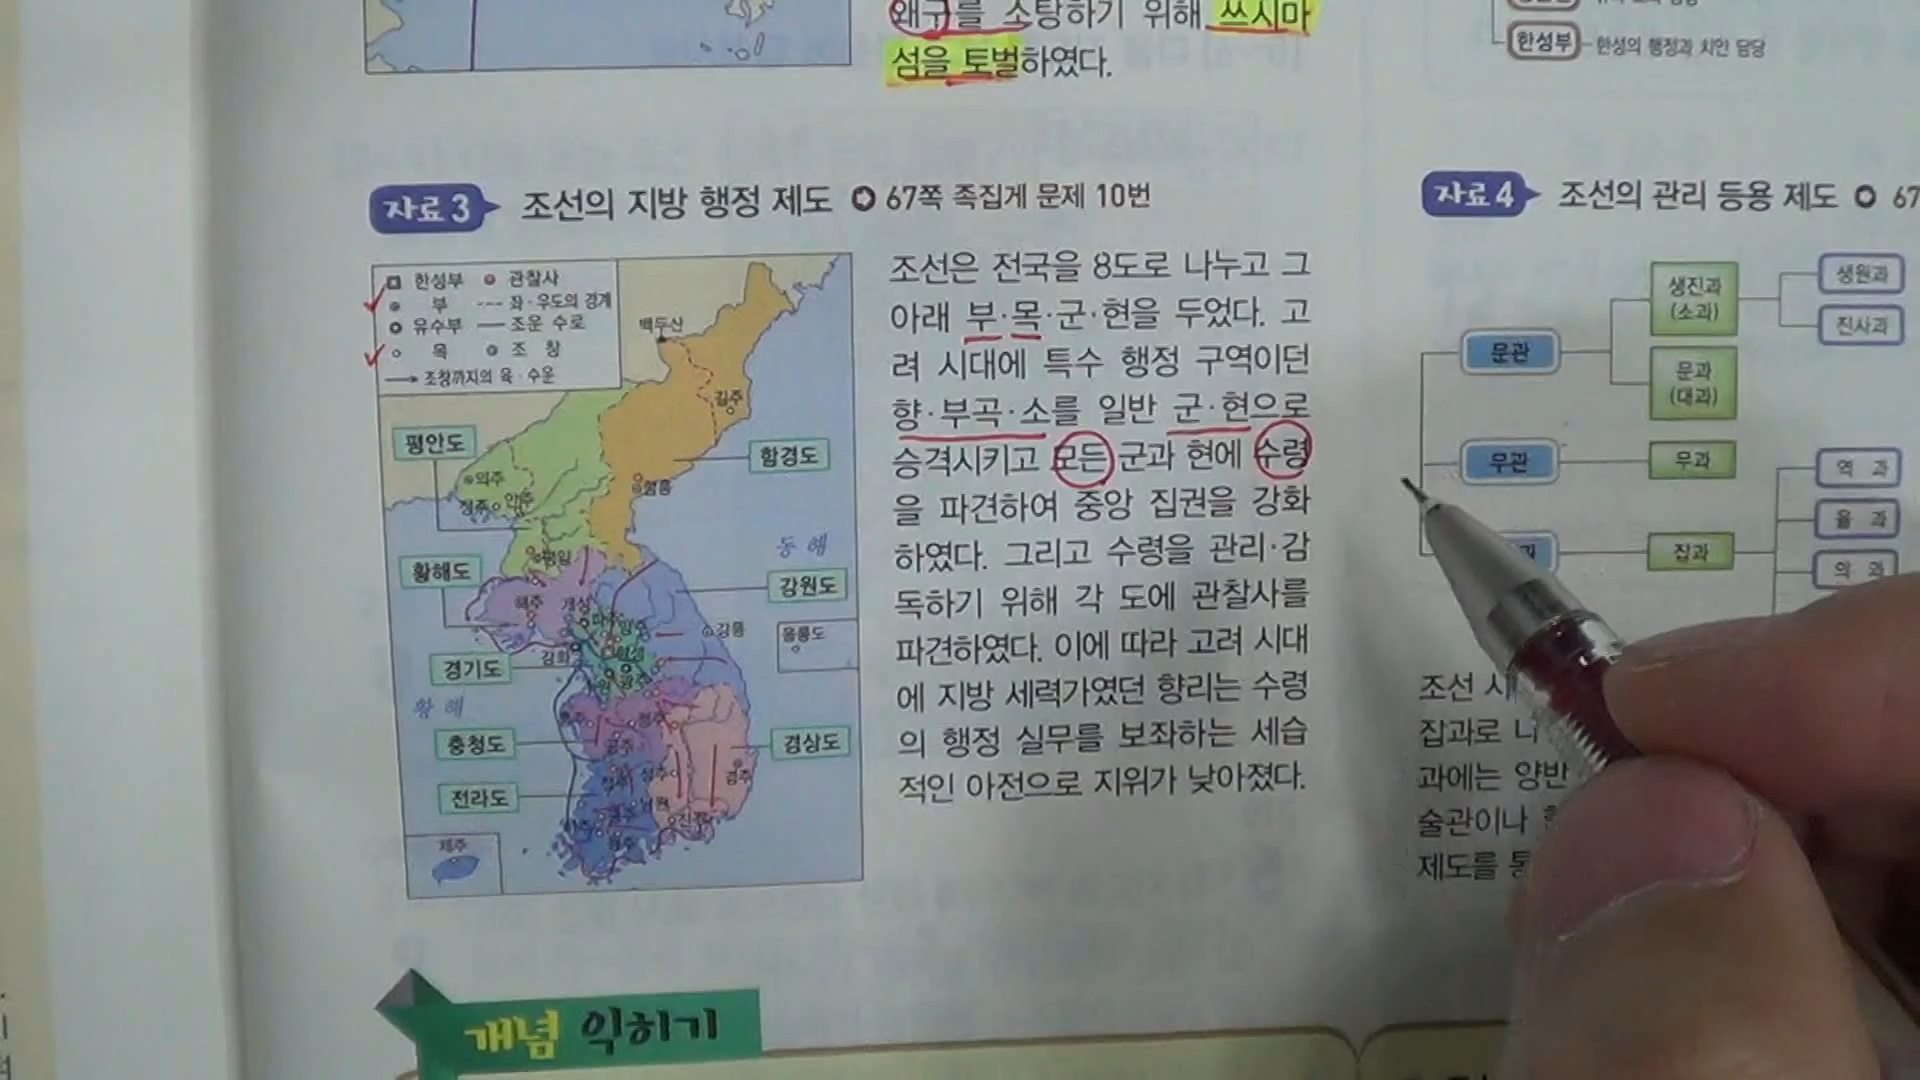 왜구를 소탕하기 위해 쓰시마
섬을 토벌하였다.
한성부 - 한성의 행정과 치안 담당
자료 3 조선의 지방 행정 제도 67쪽 족집게 문제 10번
한성부 관찰사
부 좌·우도의 경계
유수부 조운 수로
목 조 창
조창까지의 육·수운
백두산
길주
평안도
함경도
의주
정주
안주
함흥
동 해
황해도
강원도
해주
개성
강릉
울릉도
강화
경기도
황 해
충청도
경상도
공주
성주
경주
전라도
남원
진주
제주
조선은 전국을 8도로 나누고 그
아래 부·목·군·현을 두었다. 고
려 시대에 특수 행정 구역이던
향·부곡·소를 일반 군·현으로
승격시키고 모든 군과 현에 수령
을 파견하여 중앙 집권을 강화
하였다. 그리고 수령을 관리·감
독하기 위해 각 도에 관찰사를
파견하였다. 이에 따라 고려 시대
에 지방 세력가였던 향리는 수령
의 행정 실무를 보좌하는 세습
적인 아전으로 지위가 낮아졌다.
자료 4 조선의 관리 등용 제도 67
생진과
(소과)
생원과
진사과
문관
문과
(대과)
무관
무과
역 과
율 과
잡과
의 과
조선 시
잡과로 나
과에는 양반
술관이나
제도를 통
개념 익히기